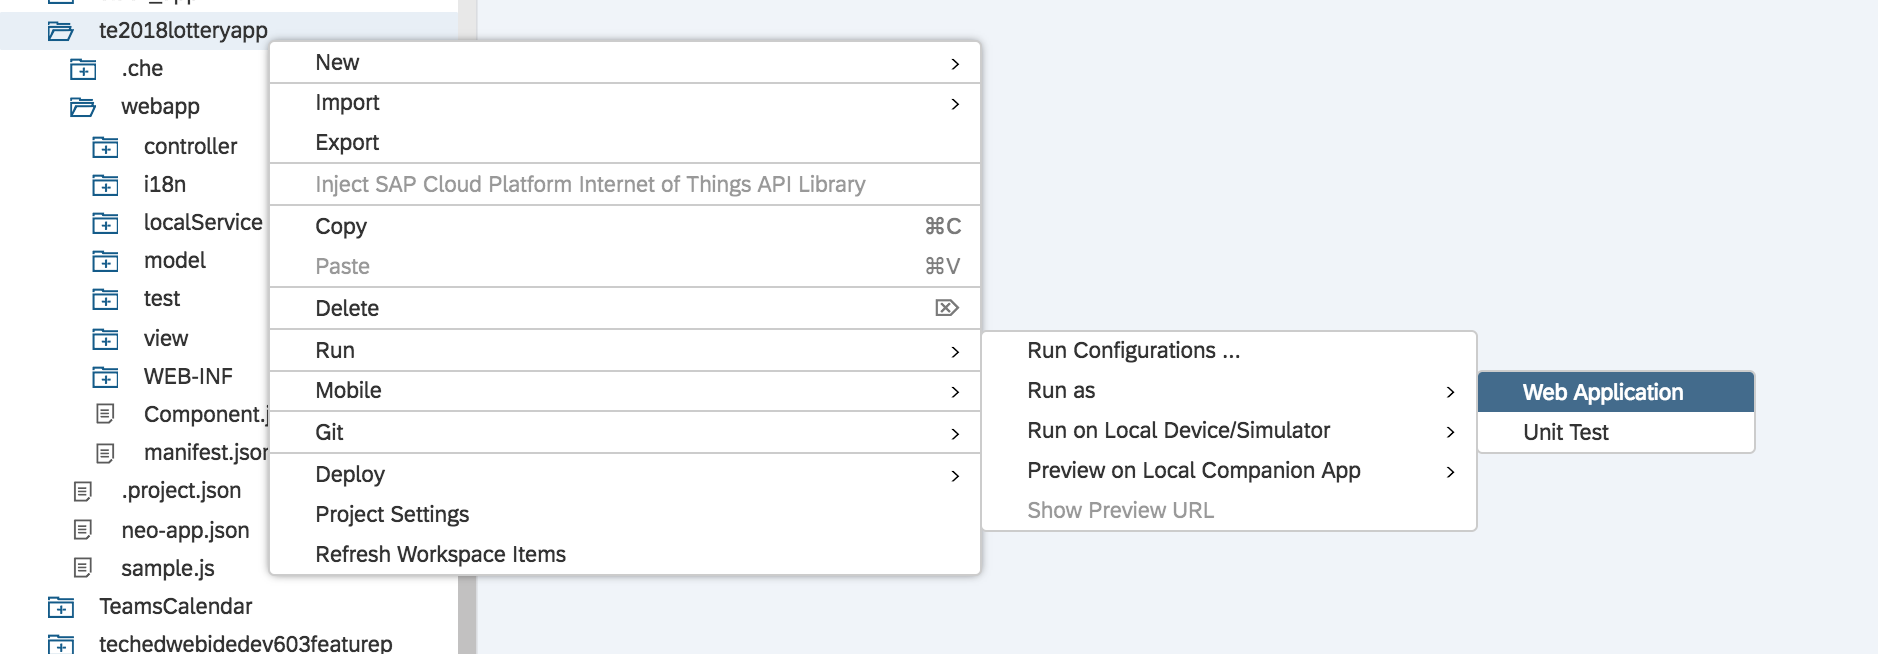 te2018lotteryapp
.che
webapp
controller
i18n
localService
model
test
view
WEB-INF
Component.j
manifest.jsor
.project.json
neo-app.json
sample.js
TeamsCalendar
techedwebidedev603featurep
New
Import
Export
Inject SAP Cloud Platform Internet of Things API Library
Copy ⌘C
Paste ⌘V
Delete
Run
Mobile
Git
Deploy
Project Settings
Refresh Workspace Items
Run Configurations ...
Run as
Run on Local Device/Simulator
Preview on Local Companion App
Show Preview URL
Web Application
Unit Test